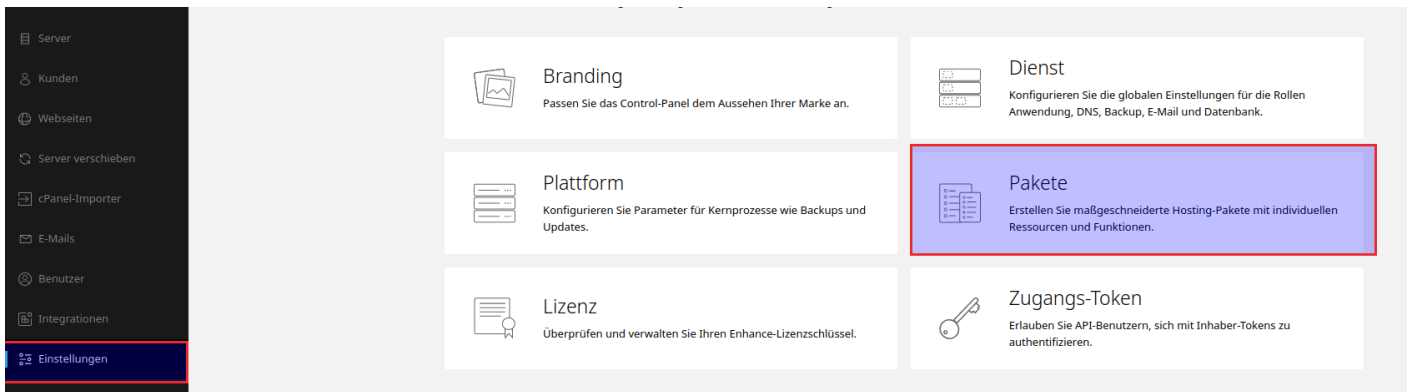 Server
Kunden
Webseiten
Server verschieben
cPanel-Importer
E-Mails
Benutzer
Integrationen
Einstellungen
Branding
Passen Sie das Control-Panel dem Aussehen Ihrer Marke an.
Dienst
Konfigurieren Sie die globalen Einstellungen für die Rollen
Anwendung, DNS, Backup, E-Mail und Datenbank.
Plattform
Konfigurieren Sie Parameter für Kernprozesse wie Backups und
Updates.
Pakete
Erstellen Sie maßgeschneiderte Hosting-Pakete mit individuellen
Ressourcen und Funktionen.
Lizenz
Überprüfen und verwalten Sie Ihren Enhance-Lizenzschlüssel.
Zugangs-Token
Erlauben Sie API-Benutzern, sich mit Inhaber-Tokens zu
authentifizieren.